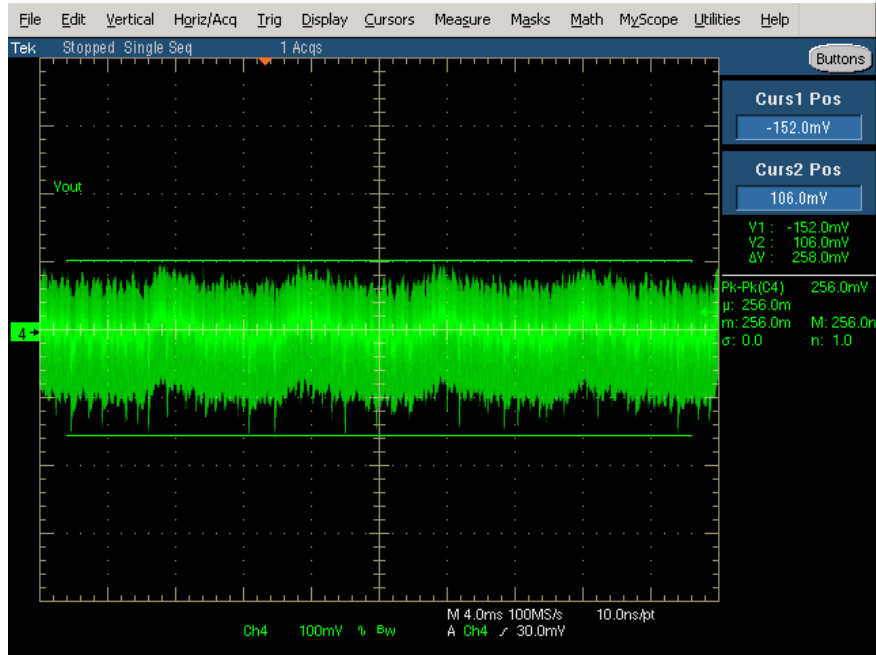 File Edit Vertical Horiz/Acq Trig Display Cursors Measure Masks Math MyScope Utilities Help
Tek Stopped Single Seq 1 Acqs
Buttons
Curs1 Pos
-152.0mV
Curs2 Pos
106.0mV
Vout
V1 : -152.0mV
V2 : 106.0mV
ΔV : 258.0mV
Pk-Pk(C4) 256.0mV
µ: 256.0m
m: 256.0m M: 256.0m
σ: 0.0 n: 1.0
4
M 4.0ms 100MS/s 10.0ns/pt
Ch4 100mV ∿ Bw A Ch4 ∕ 30.0mV